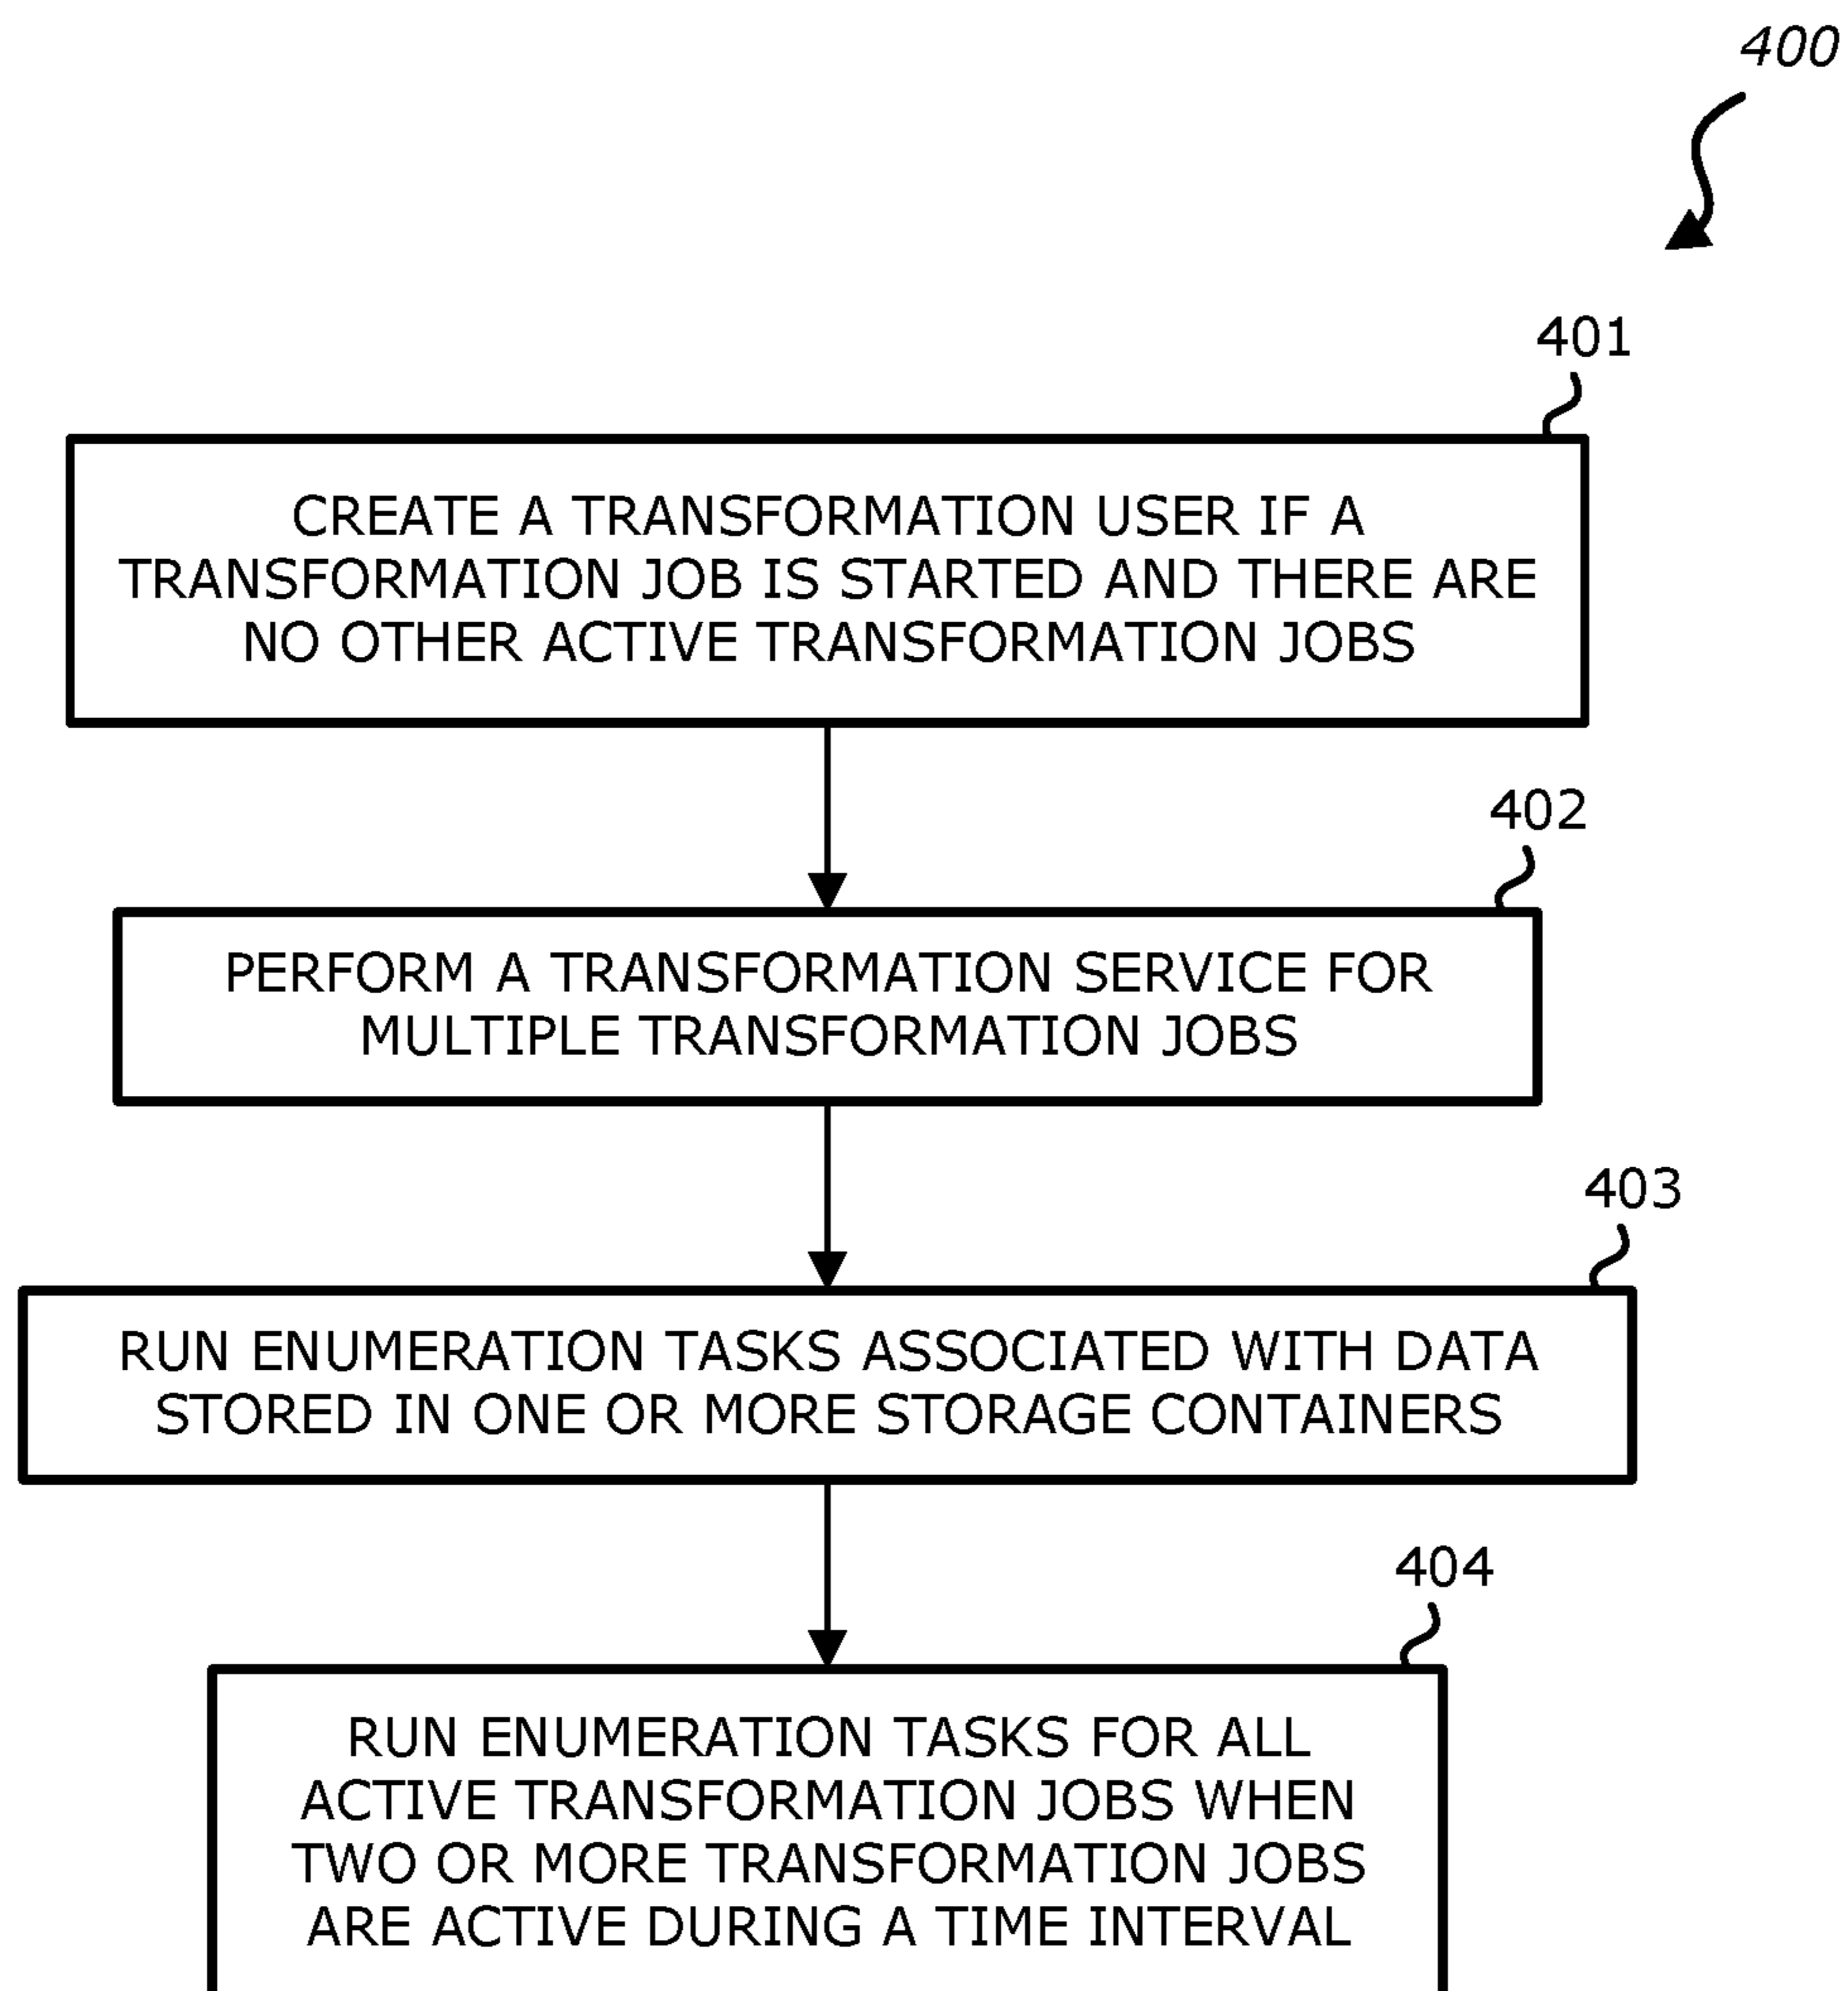 400
401
CREATE A TRANSFORMATION USER IF A
TRANSFORMATION JOB IS STARTED AND THERE ARE
NO OTHER ACTIVE TRANSFORMATION JOBS
402
PERFORM A TRANSFORMATION SERVICE FOR
MULTIPLE TRANSFORMATION JOBS
403
RUN ENUMERATION TASKS ASSOCIATED WITH DATA
STORED IN ONE OR MORE STORAGE CONTAINERS
404
RUN ENUMERATION TASKS FOR ALL
ACTIVE TRANSFORMATION JOBS WHEN
TWO OR MORE TRANSFORMATION JOBS
ARE ACTIVE DURING A TIME INTERVAL